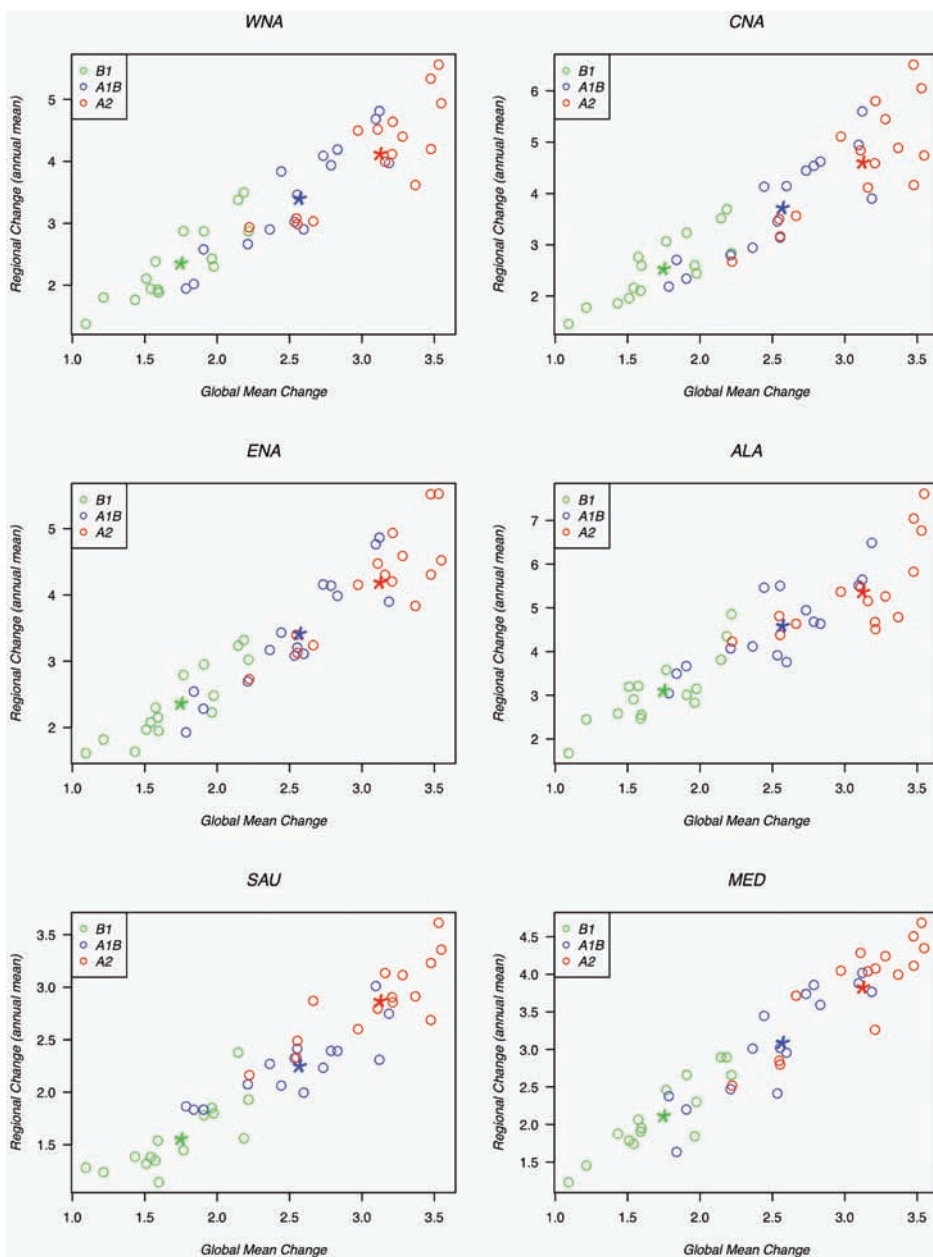 WNA
CNA
Regional Change (annual mean)
B1
A1B
A2
5
4
3
2
1.0 1.5 2.0 2.5 3.0 3.5
Global Mean Change
Regional Change (annual mean)
B1
A1B
A2
6
5
4
3
2
1.0 1.5 2.0 2.5 3.0 3.5
Global Mean Change
ENA
ALA
Regional Change (annual mean)
B1
A1B
A2
5
4
3
2
1.0 1.5 2.0 2.5 3.0 3.5
Global Mean Change
Regional Change (annual mean)
B1
A1B
A2
7
6
5
4
3
2
1.0 1.5 2.0 2.5 3.0 3.5
Global Mean Change
SAU
MED
Regional Change (annual mean)
B1
A1B
A2
3.5
3.0
2.5
2.0
1.5
1.0 1.5 2.0 2.5 3.0 3.5
Global Mean Change
Regional Change (annual mean)
B1
A1B
A2
4.5
4.0
3.5
3.0
2.5
2.0
1.5
1.0 1.5 2.0 2.5 3.0 3.5
Global Mean Change